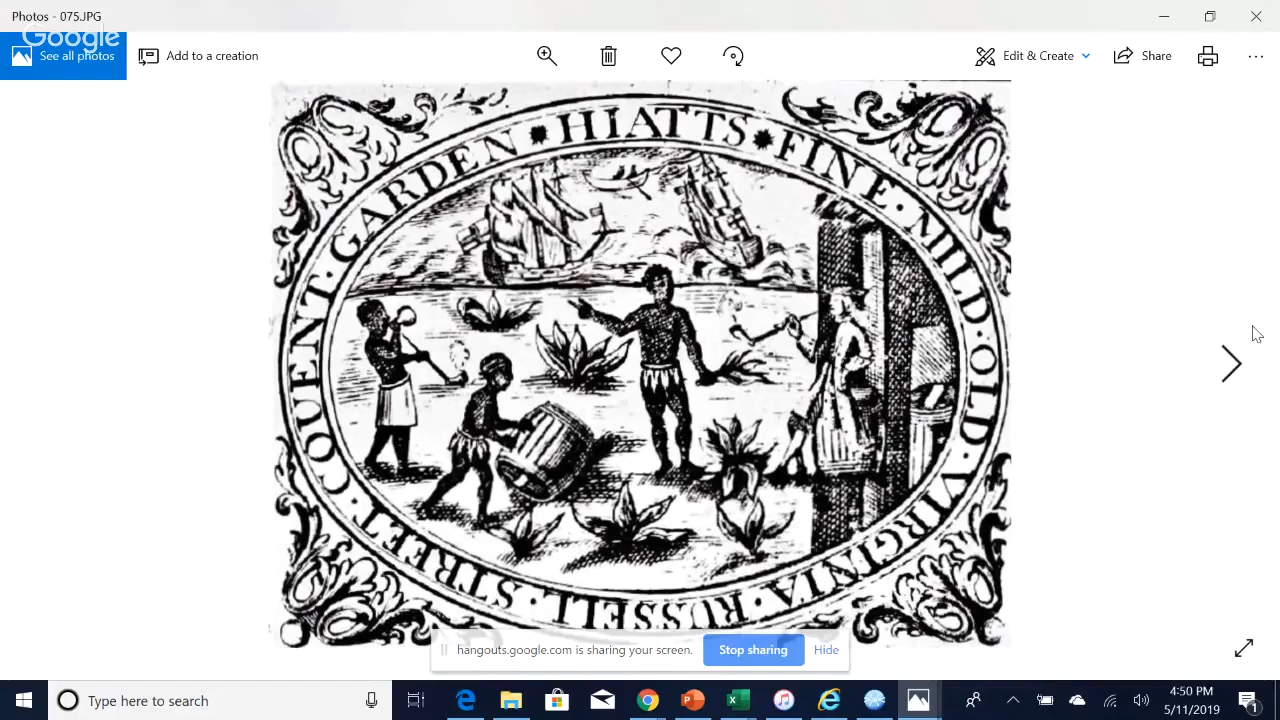 Photos - 075.JPG
Google
See all photos
Add to a creation
Edit & Create
Share
COUENT · GARDEN * HIATTS * FINE · MILD · OLD · VIRGINIA · RUSSELL · STREET ·
hangouts.google.com is sharing your screen.
Stop sharing
Hide
Type here to search
4:50 PM
5/11/2019
1